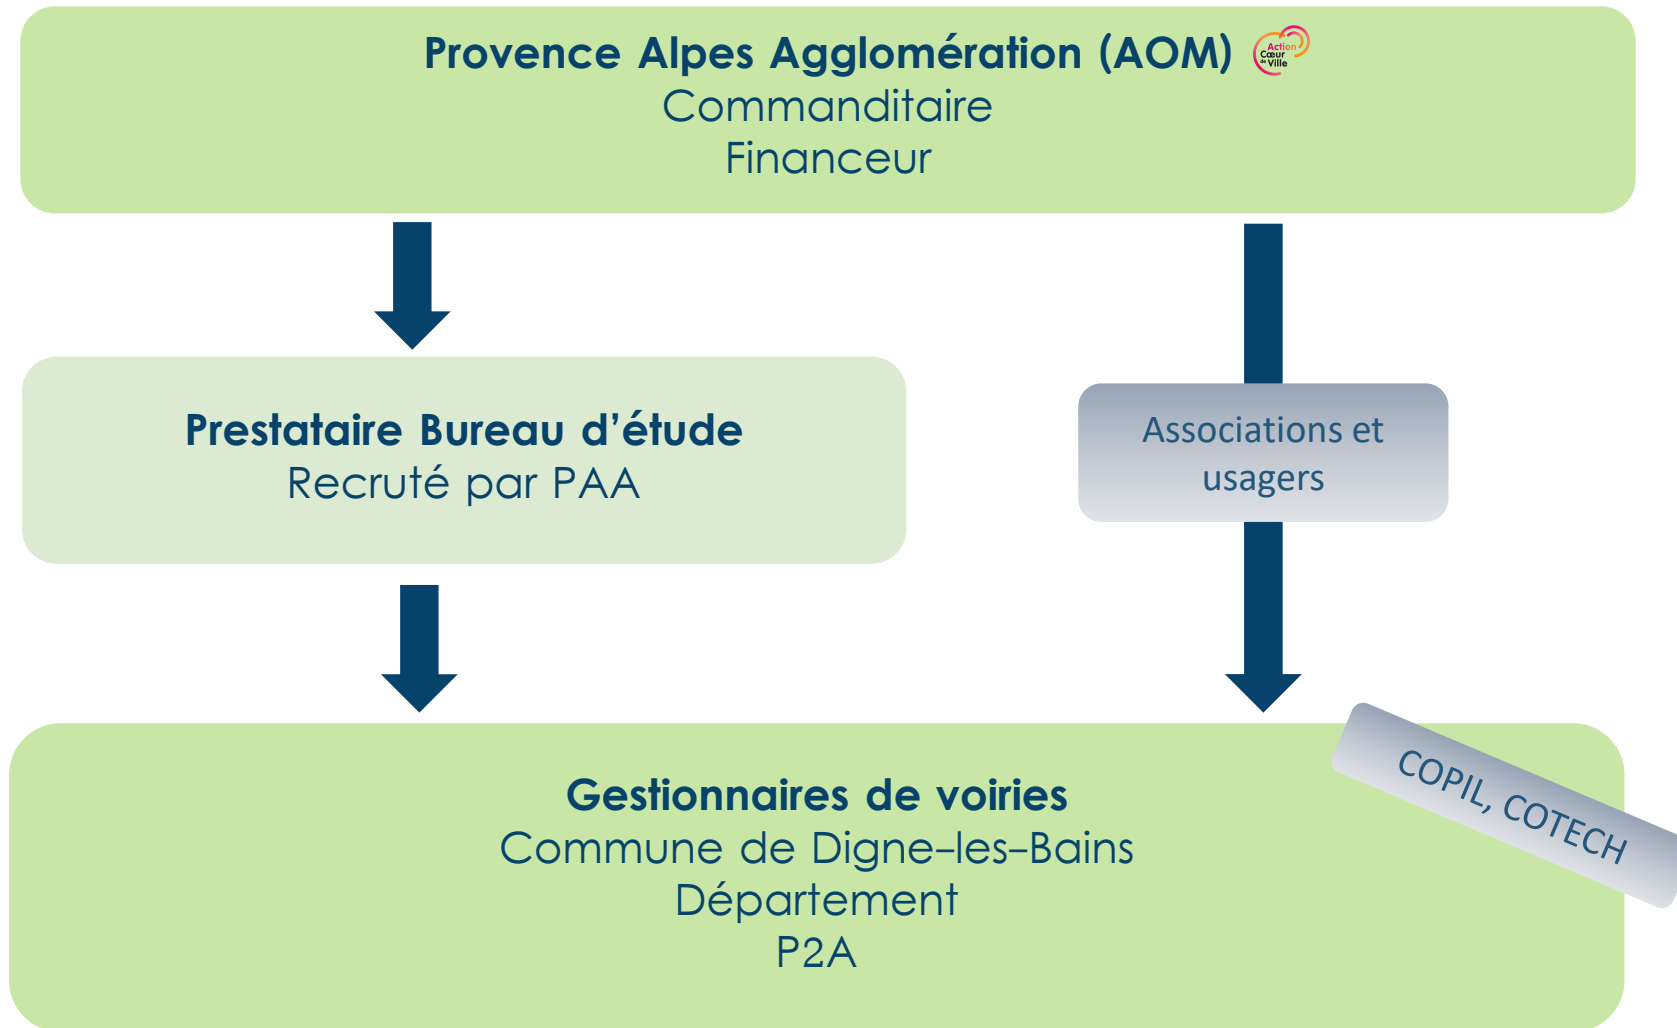 Provence Alpes Agglomération (AOM)
Action
Cœur
de Ville
Commanditaire
Financeur
Prestataire Bureau d’étude
Recruté par PAA
Associations et
usagers
Gestionnaires de voiries
Commune de Digne-les-Bains
Département
P2A
COPIL, COTECH